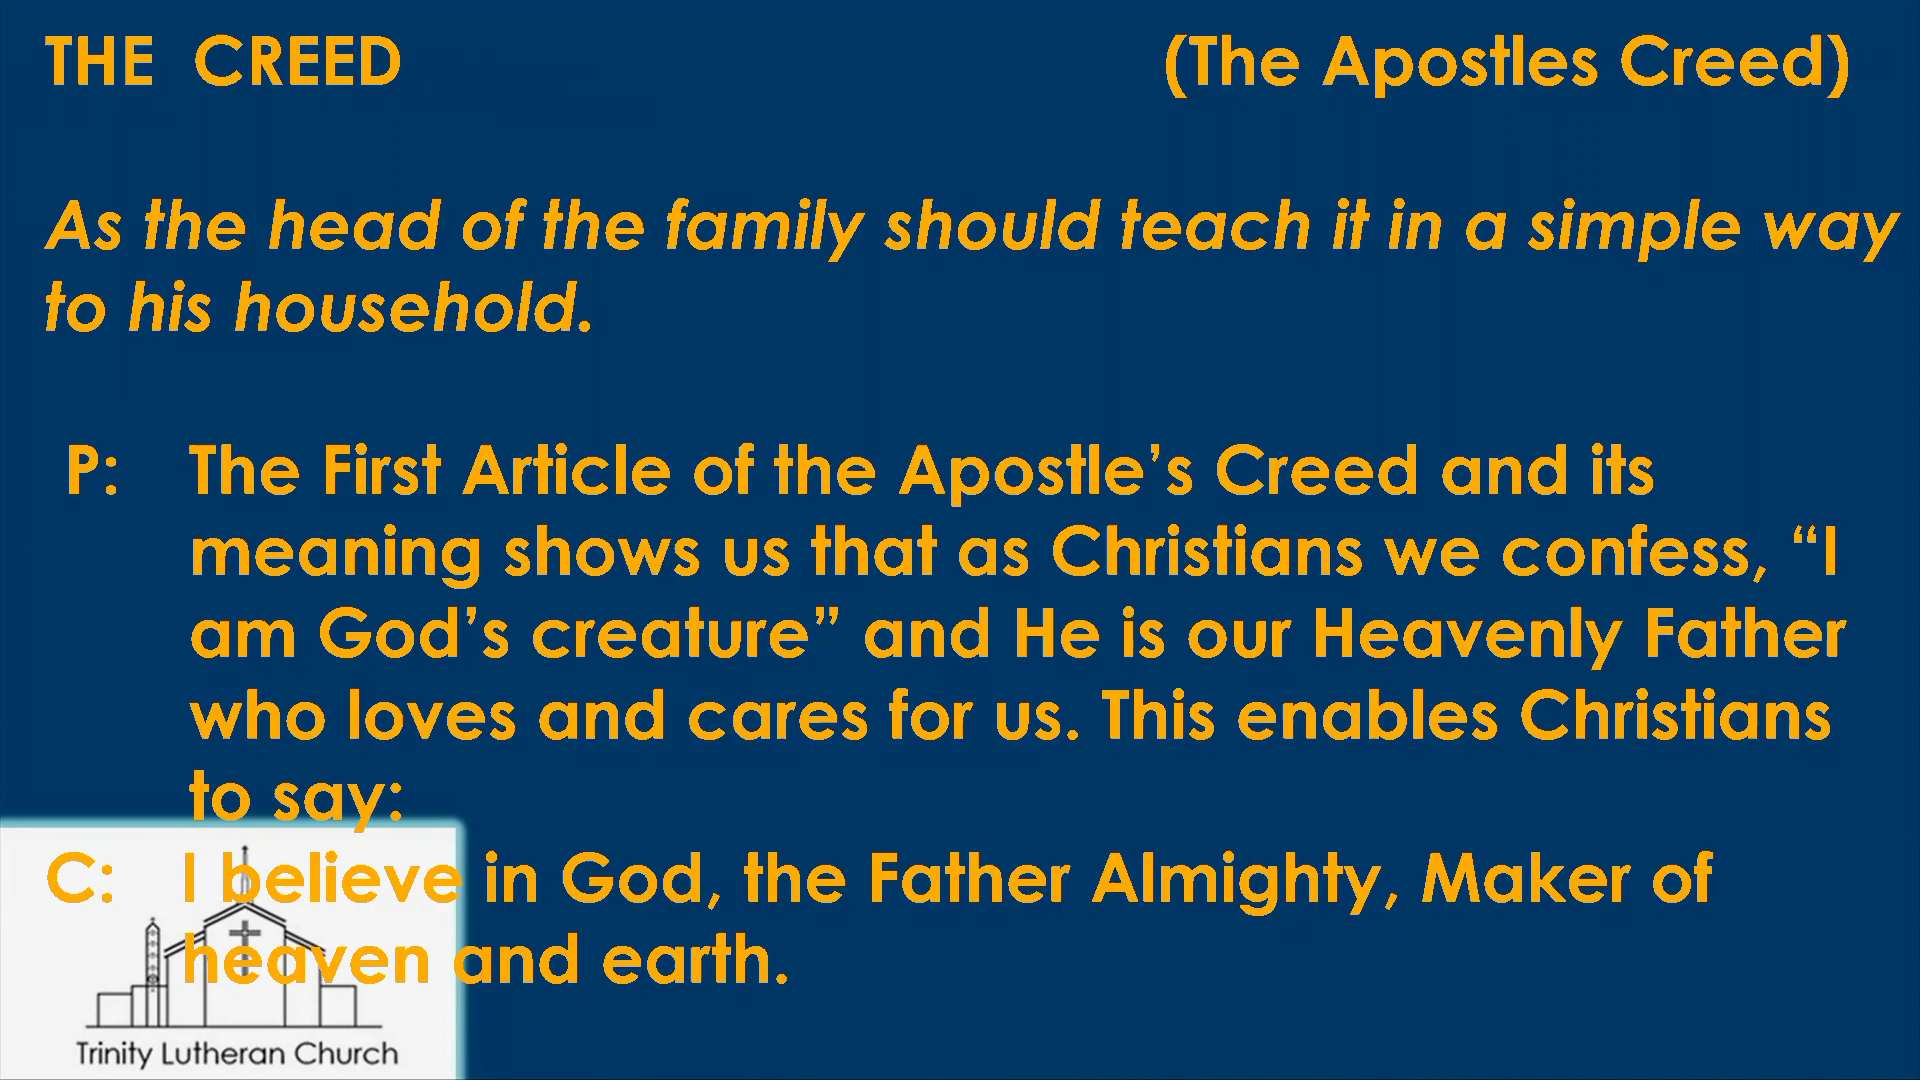 THE CREED (The Apostles Creed)
As the head of the family should teach it in a simple way
to his household.
P: The First Article of the Apostle’s Creed and its
meaning shows us that as Christians we confess, “I
am God’s creature” and He is our Heavenly Father
who loves and cares for us. This enables Christians
to say:
C: I believe in God, the Father Almighty, Maker of
heaven and earth.
Trinity Lutheran Church